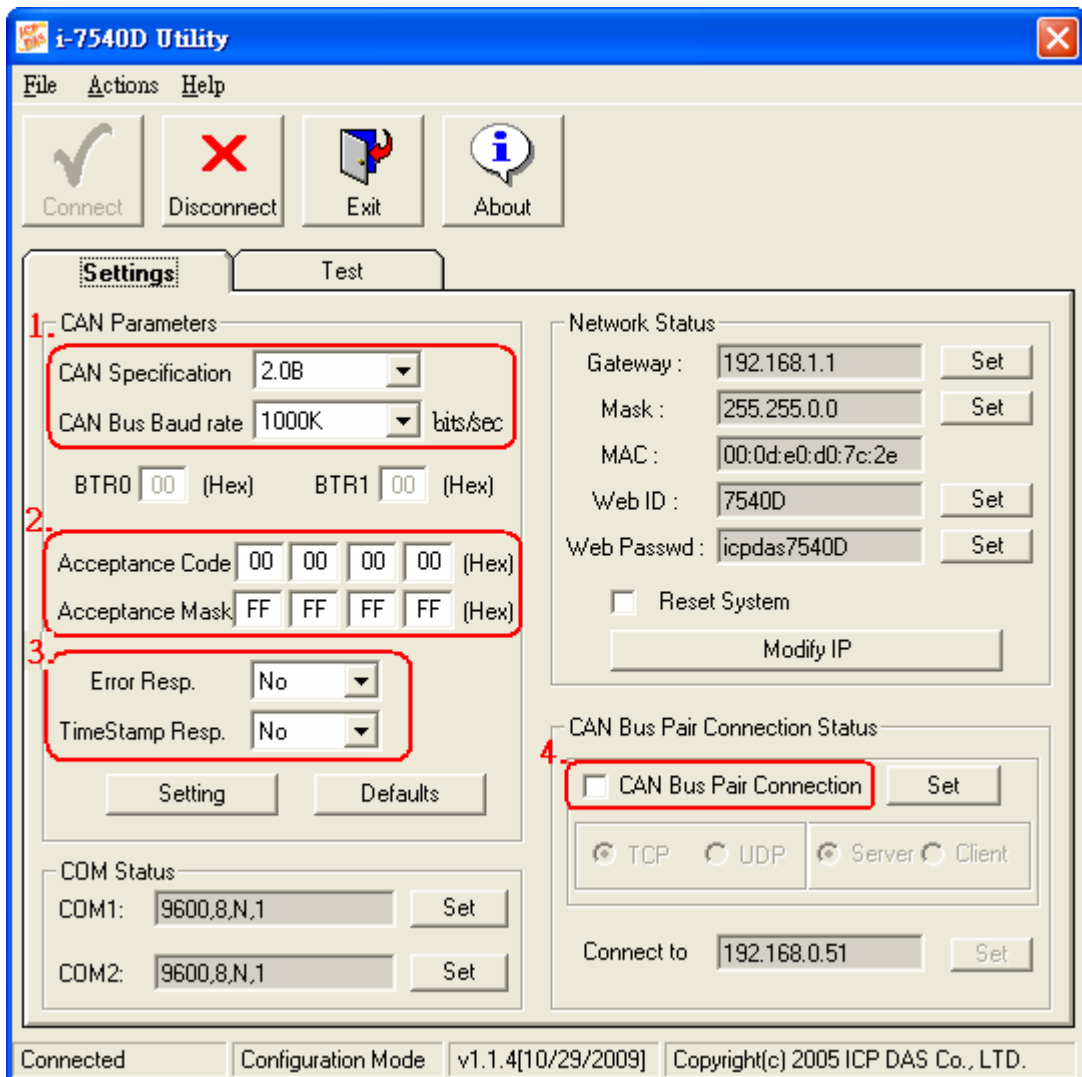 ICP DAS i-7540D Utility
File Actions Help
Connect Disconnect Exit About
Settings Test
1. CAN Parameters
CAN Specification 2.0B
CAN Bus Baud rate 1000K bits/sec
BTR0 00 (Hex) BTR1 00 (Hex)
2.
Acceptance Code 00 00 00 00 (Hex)
Acceptance Mask FF FF FF FF (Hex)
3.
Error Resp. No
TimeStamp Resp. No
Setting Defaults
COM Status
COM1: 9600,8,N,1 Set
COM2: 9600,8,N,1 Set
Network Status
Gateway : 192.168.1.1 Set
Mask : 255.255.0.0 Set
MAC : 00:0d:e0:d0:7c:2e
Web ID : 7540D Set
Web Passwd : icpdas7540D Set
Reset System
Modify IP
CAN Bus Pair Connection Status
4.
CAN Bus Pair Connection Set
TCP UDP Server Client
Connect to 192.168.0.51 Set
Connected Configuration Mode v1.1.4[10/29/2009] Copyright(c) 2005 ICP DAS Co., LTD.